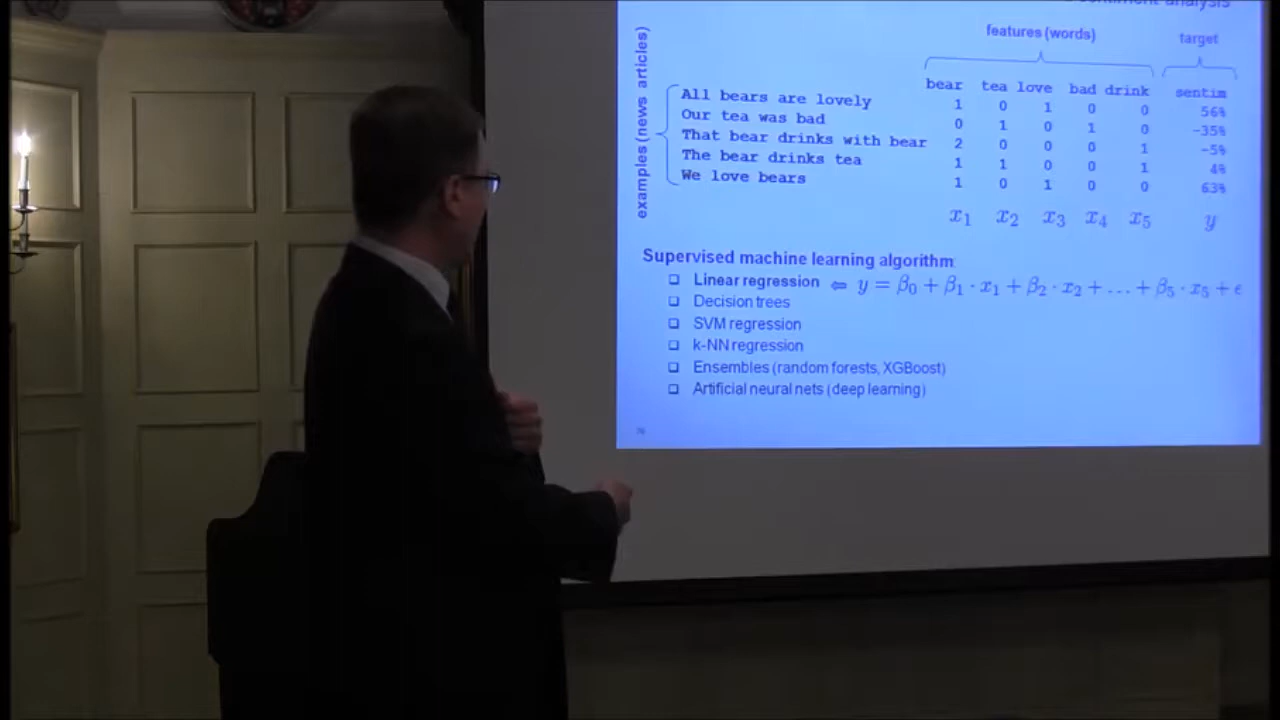 sentiment analysis
features (words) target
examples (news articles)
bear tea love bad drink sentim
All bears are lovely 1 0 1 0 0 56%
Our tea was bad 0 1 0 1 0 -35%
That bear drinks with bear 2 0 0 0 1 -5%
The bear drinks tea 1 1 0 0 1 4%
We love bears 1 0 1 0 0 63%
x₁ x₂ x₃ x₄ x₅ y
Supervised machine learning algorithm
❑ Linear regression ⇐ y = β₀ + β₁ · x₁ + β₂ · x₂ + … + β₅ · x₅ + ϵ
❑ Decision trees
❑ SVM regression
❑ k-NN regression
❑ Ensembles (random forests, XGBoost)
❑ Artificial neural nets (deep learning)